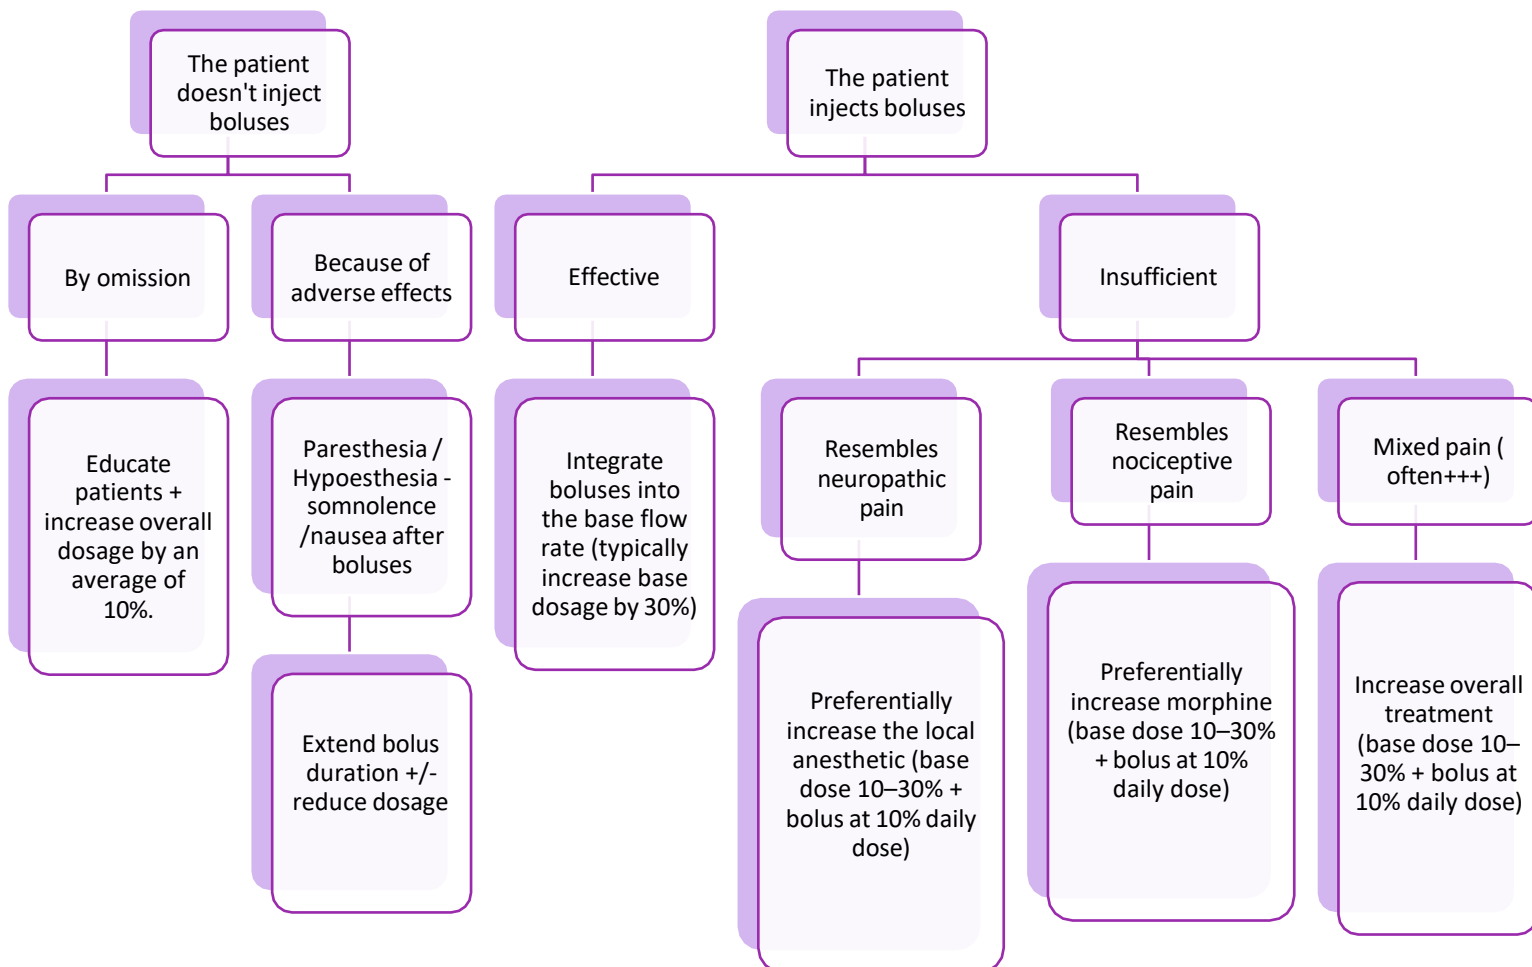 The patient
doesn't inject
boluses
The patient
injects boluses
By omission
Because of
adverse effects
Effective
Insufficient
Educate
patients +
increase overall
dosage by an
average of
10%.
Paresthesia /
Hypoesthesia -
somnolence
/nausea after
boluses
Extend bolus
duration +/-
reduce dosage
Integrate
boluses into
the base flow
rate (typically
increase base
dosage by 30%)
Resembles
neuropathic
pain
Preferentially
increase the local
anesthetic (base
dose 10–30% +
bolus at 10% daily
dose)
Resembles
nociceptive
pain
Preferentially
increase morphine
(base dose 10–30%
+ bolus at 10%
daily dose)
Mixed pain (
often+++)
Increase overall
treatment
(base dose 10–
30% + bolus at
10% daily dose)